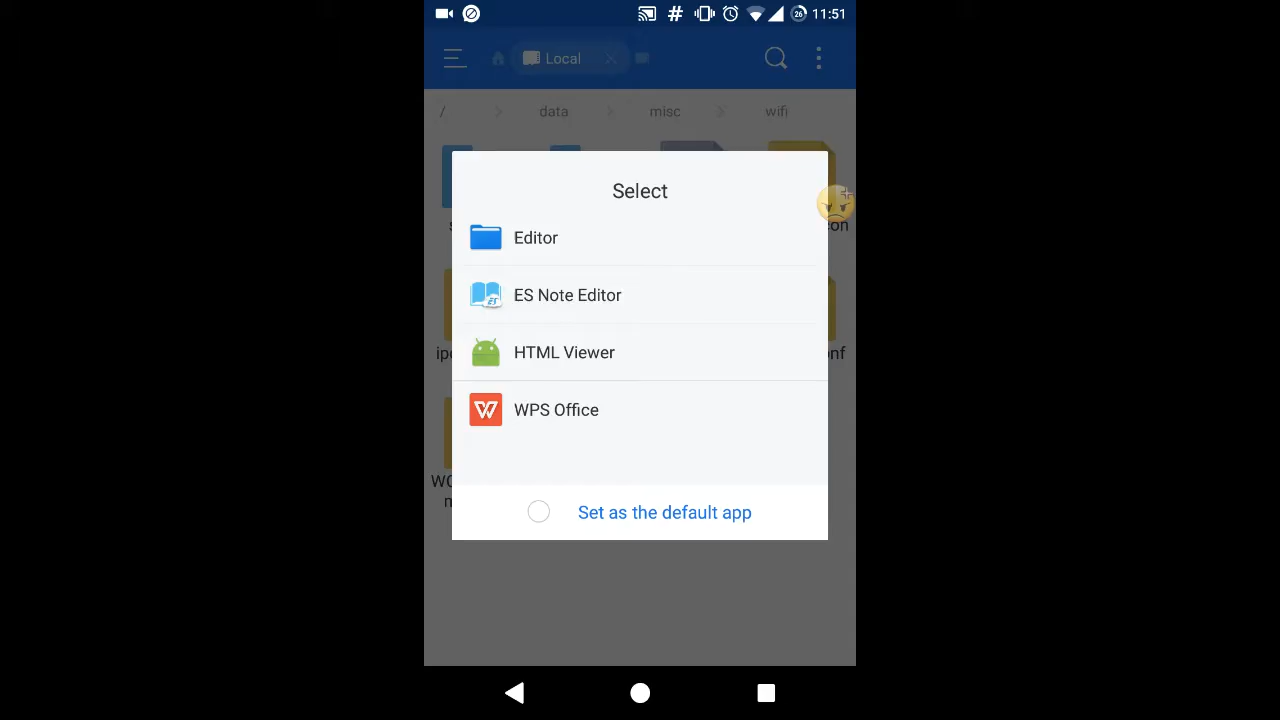 26 11:51
Local
/ data misc wifi
Select
Editor
ES Note Editor
HTML Viewer
WPS Office
Set as the default app